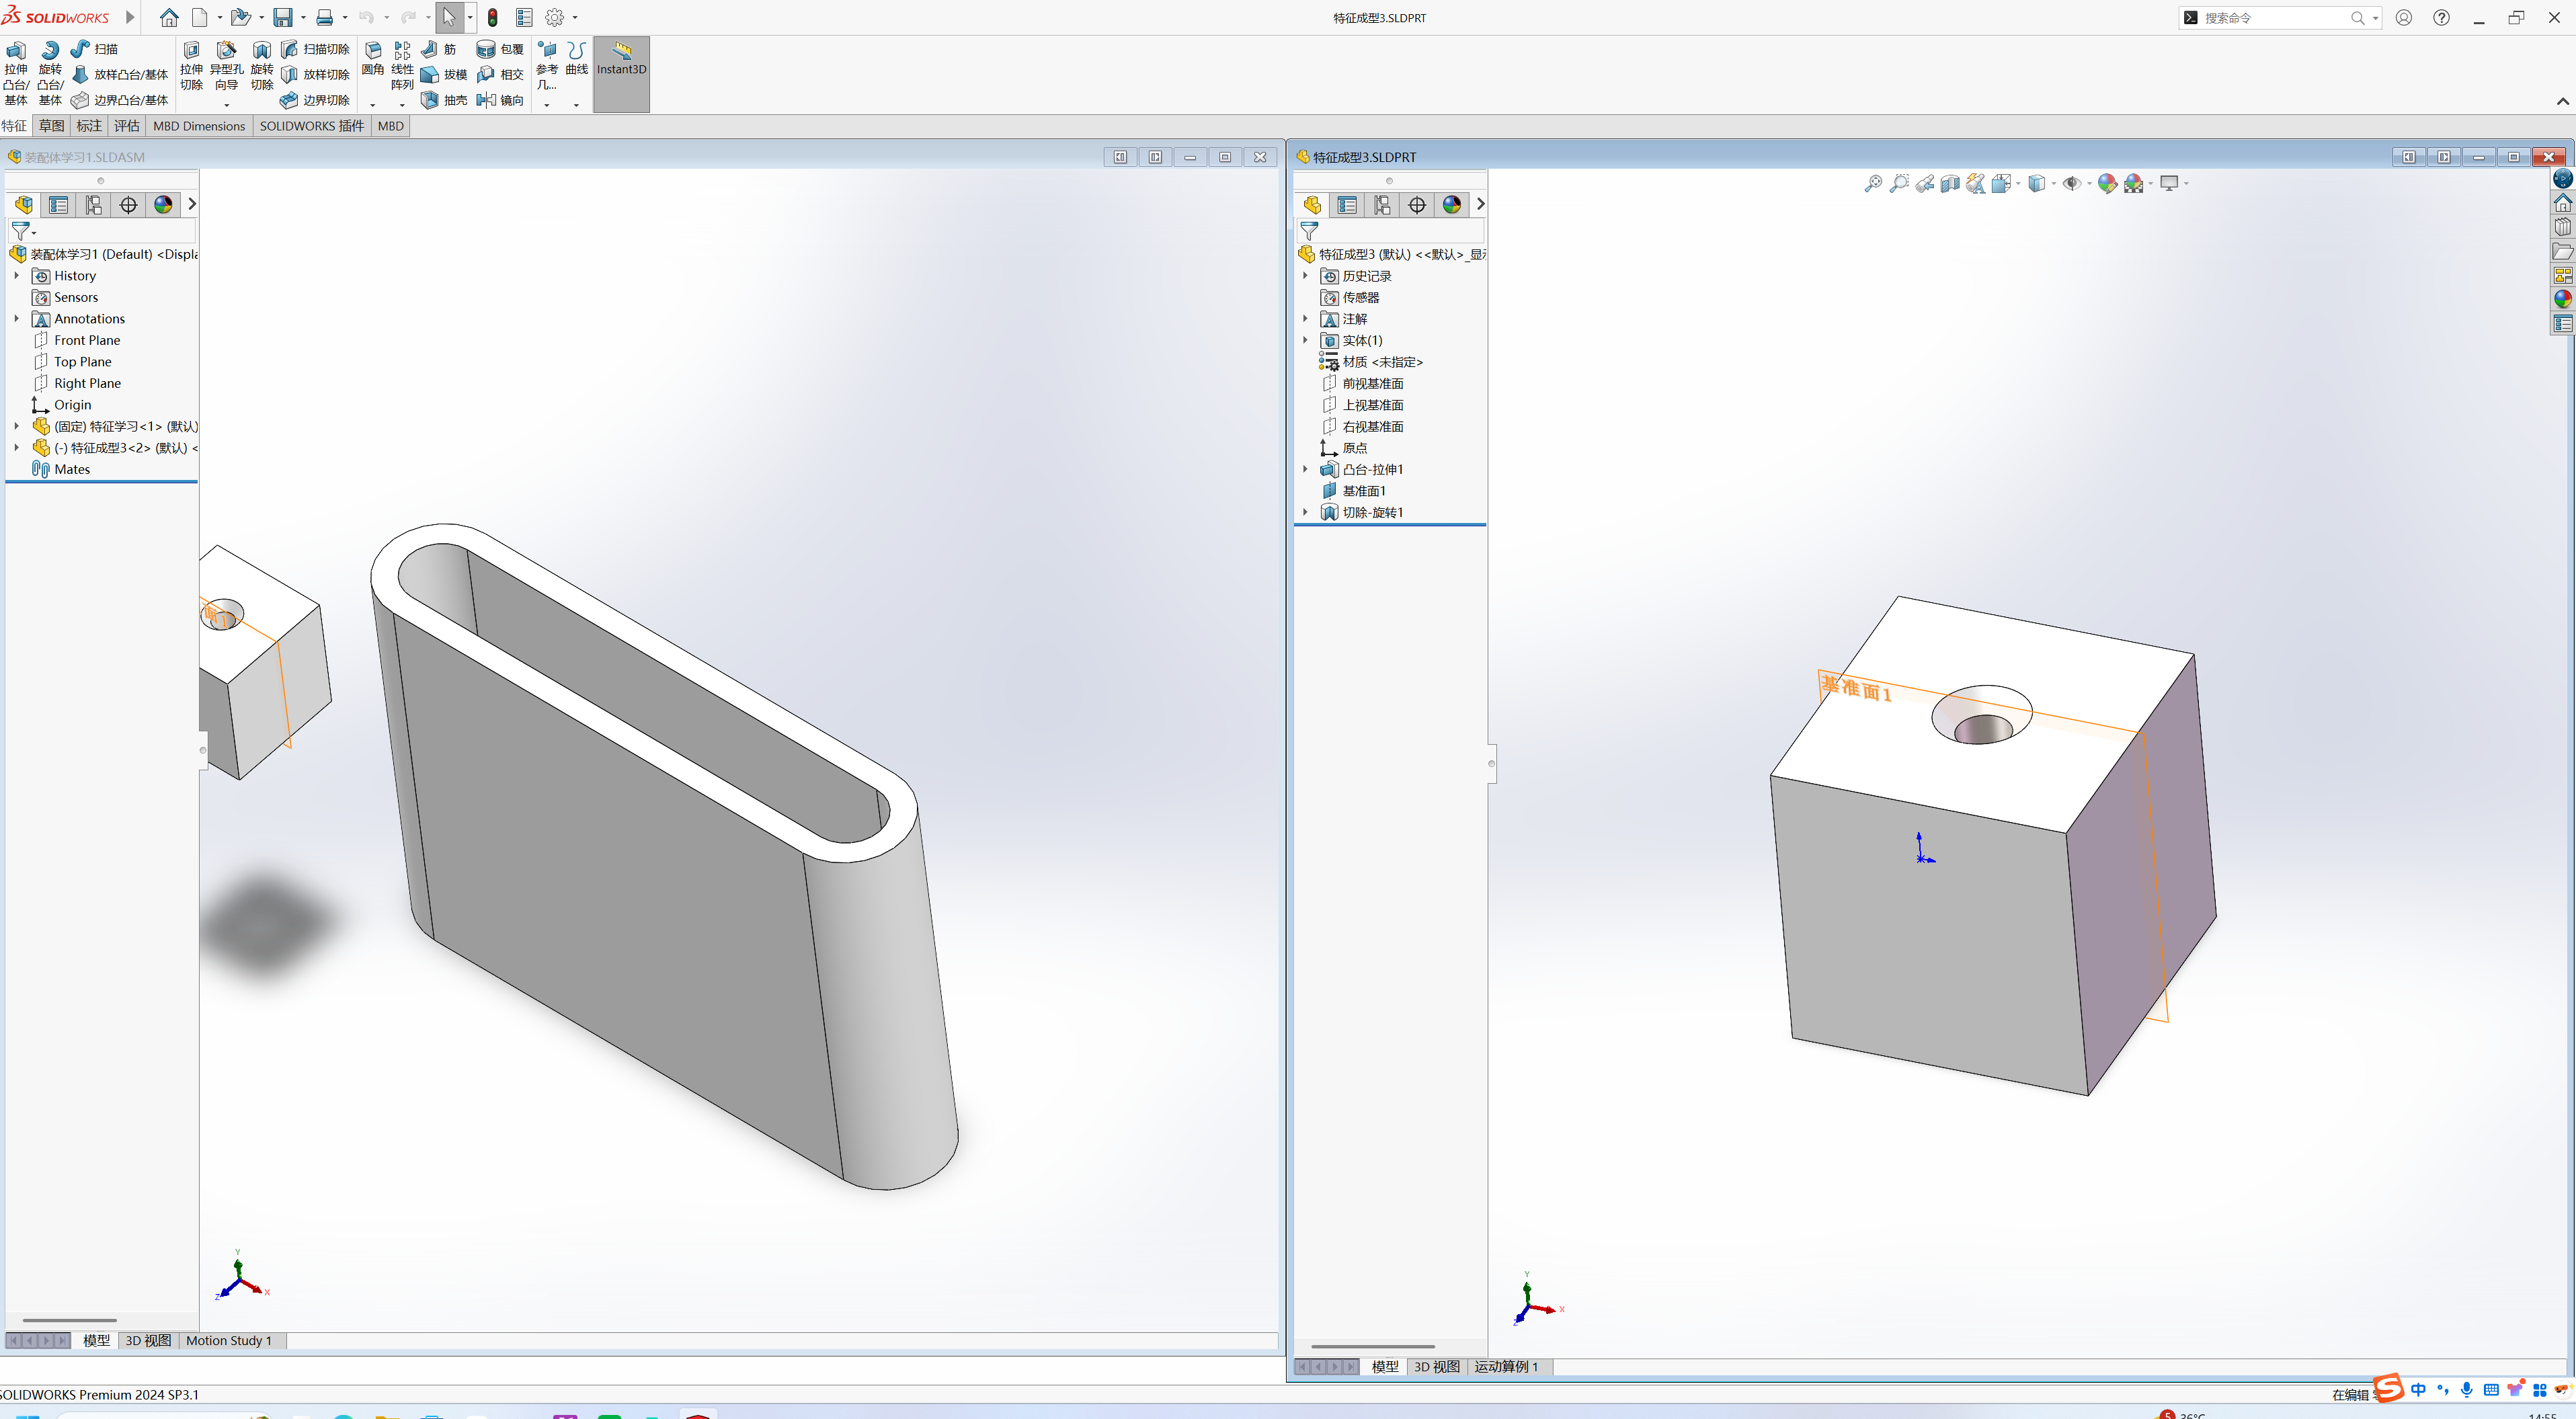 SOLIDWORKS
特征成型3.SLDPRT
搜索命令
拉伸凸台/基体
旋转凸台/基体
扫描
放样凸台/基体
边界凸台/基体
拉伸切除
异型孔向导
旋转切除
扫描切除
放样切除
边界切除
圆角
线性阵列
筋
拔模
抽壳
包覆
相交
镜向
参考几...
曲线
Instant3D
特征 草图 标注 评估 MBD Dimensions SOLIDWORKS 插件 MBD
装配体学习1.SLDASM
装配体学习1 (Default) <Displa
History
Sensors
Annotations
Front Plane
Top Plane
Right Plane
Origin
(固定) 特征学习<1> (默认)
(-) 特征成型3<2> (默认) <
Mates
面1
Y
X
Z
模型 3D 视图 Motion Study 1
特征成型3.SLDPRT
特征成型3 (默认) <<默认>_显示
历史记录
传感器
注解
实体(1)
材质 <未指定>
前视基准面
上视基准面
右视基准面
原点
凸台-拉伸1
基准面1
切除-旋转1
基准面1
Y
X
Z
模型 3D 视图 运动算例 1
SOLIDWORKS Premium 2024 SP3.1
在编辑
中
5
36°C
14:55